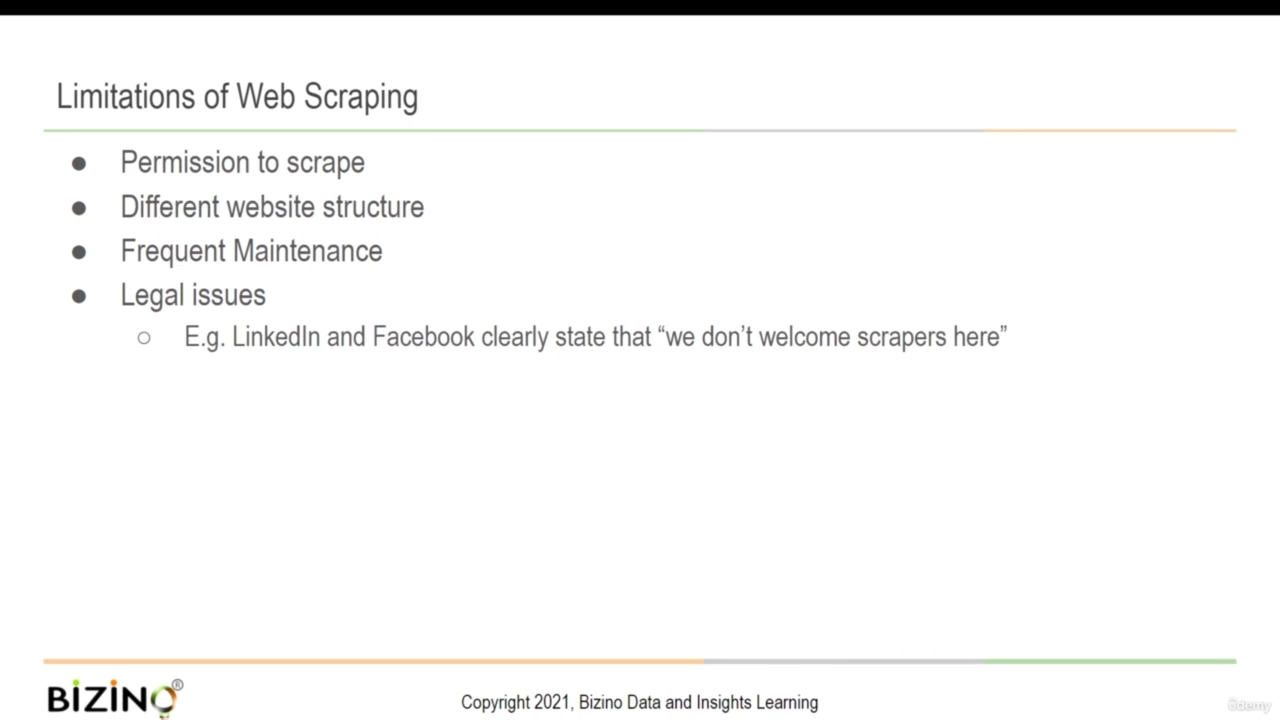 Limitations of Web Scraping
● Permission to scrape
● Different website structure
● Frequent Maintenance
● Legal issues
○ E.g. LinkedIn and Facebook clearly state that “we don’t welcome scrapers here”
BiZiNO®
Copyright 2021, Bizino Data and Insights Learning
ûdemy